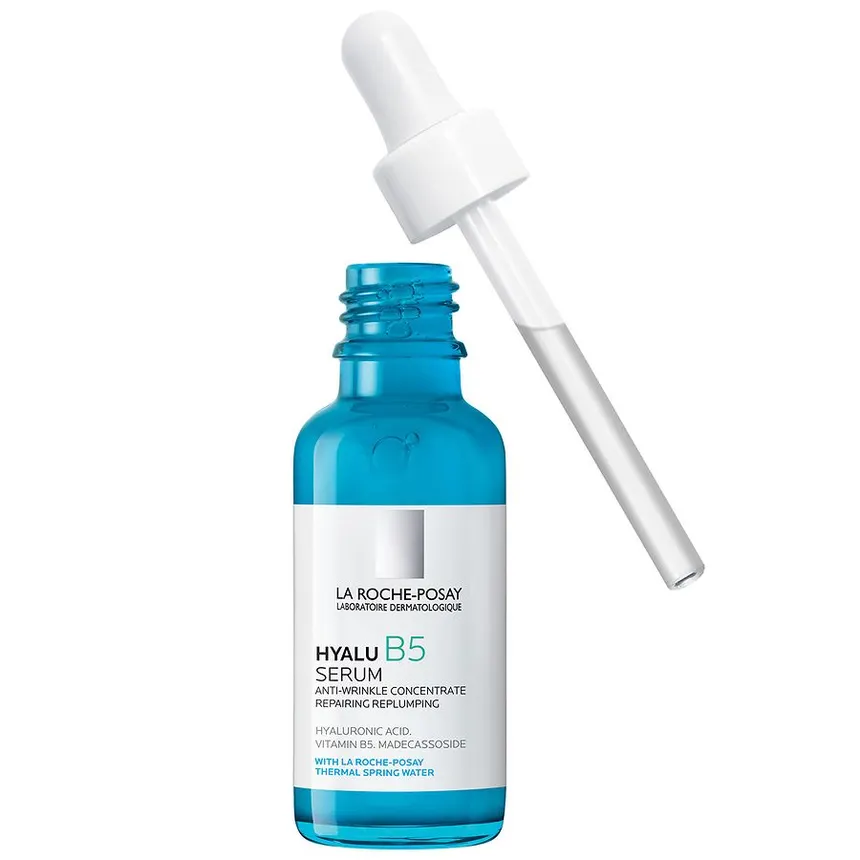 LA ROCHE-POSAY
LABORATOIRE DERMATOLOGIQUE
HYALU B5
SERUM
ANTI-WRINKLE CONCENTRATE
REPAIRING REPLUMPING
HYALURONIC ACID.
VITAMIN B5. MADECASSOSIDE
WITH LA ROCHE-POSAY
THERMAL SPRING WATER